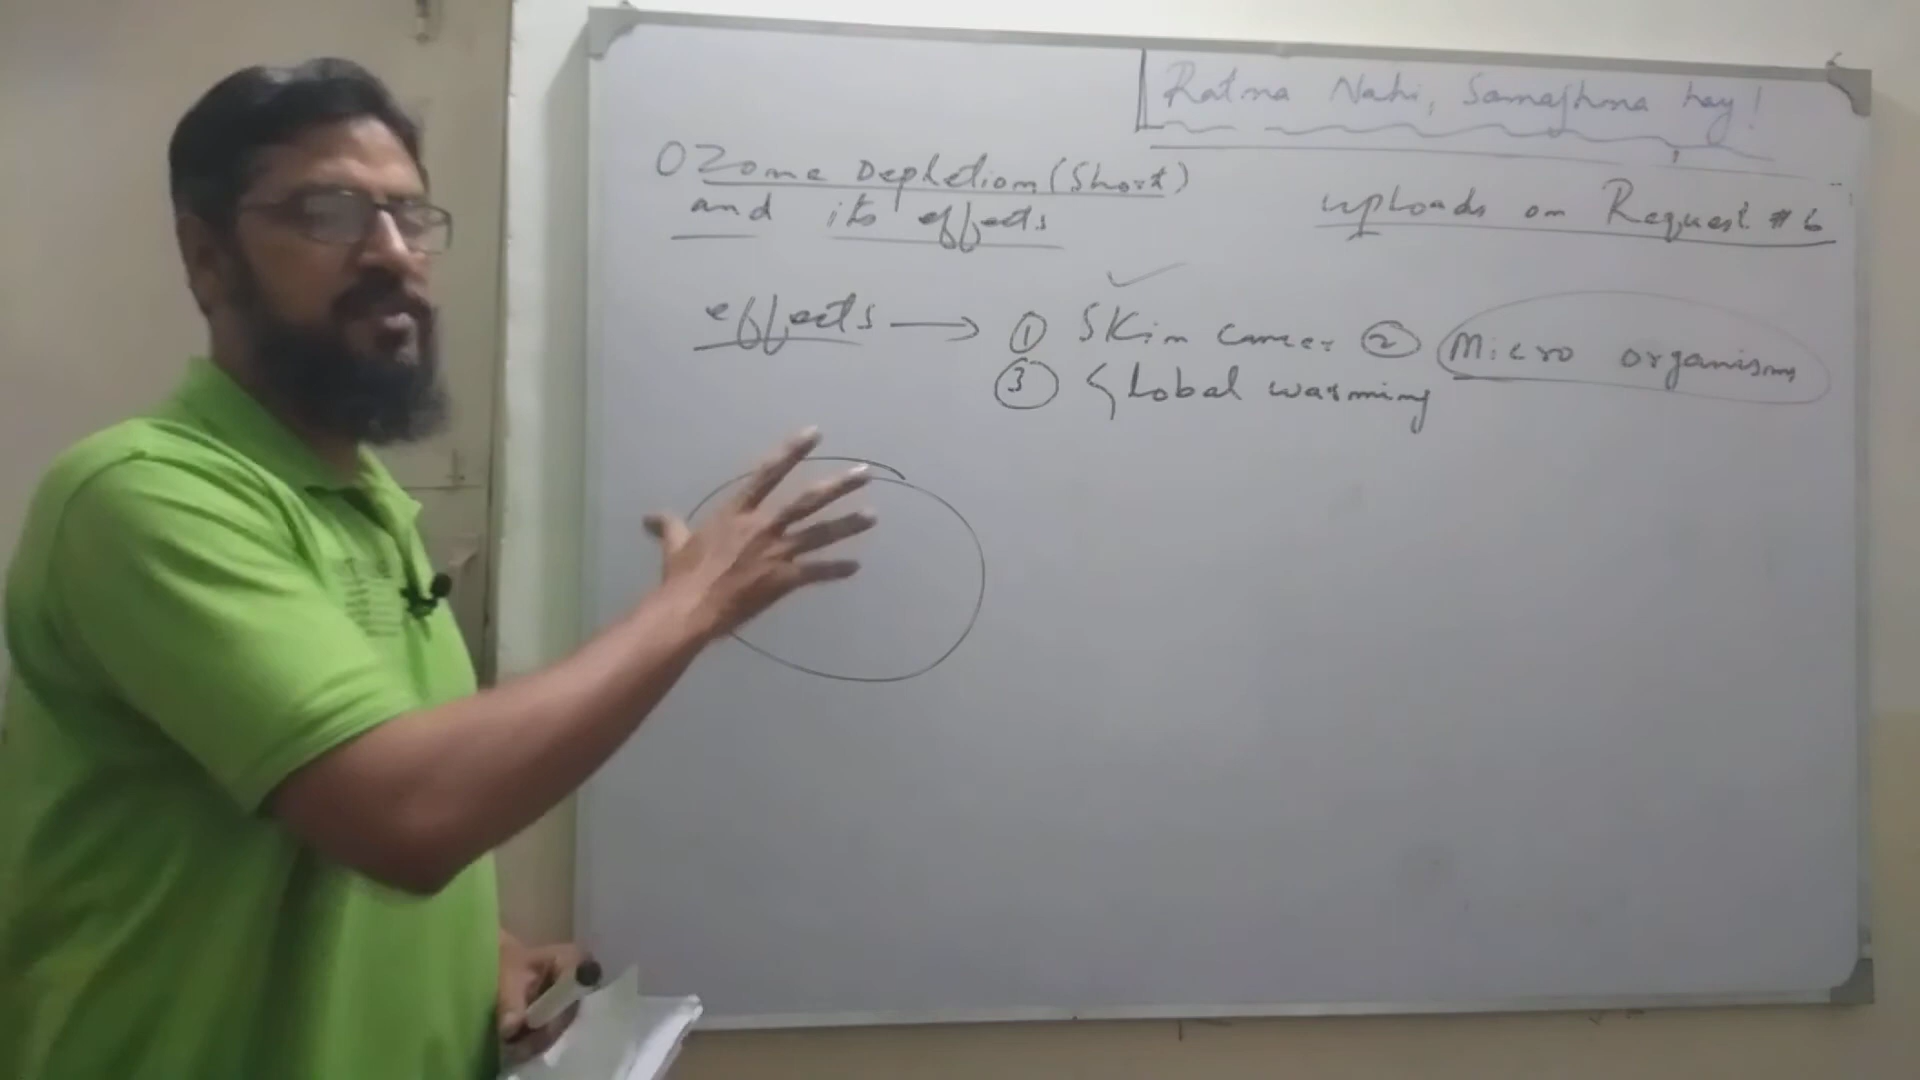 Ratna Nahi, Samajhna hay!
Ozone Depletion (Short)
and its effects
uploads on Request #6
effects → ① Skin cancer ② Micro organisms
③ Global warming